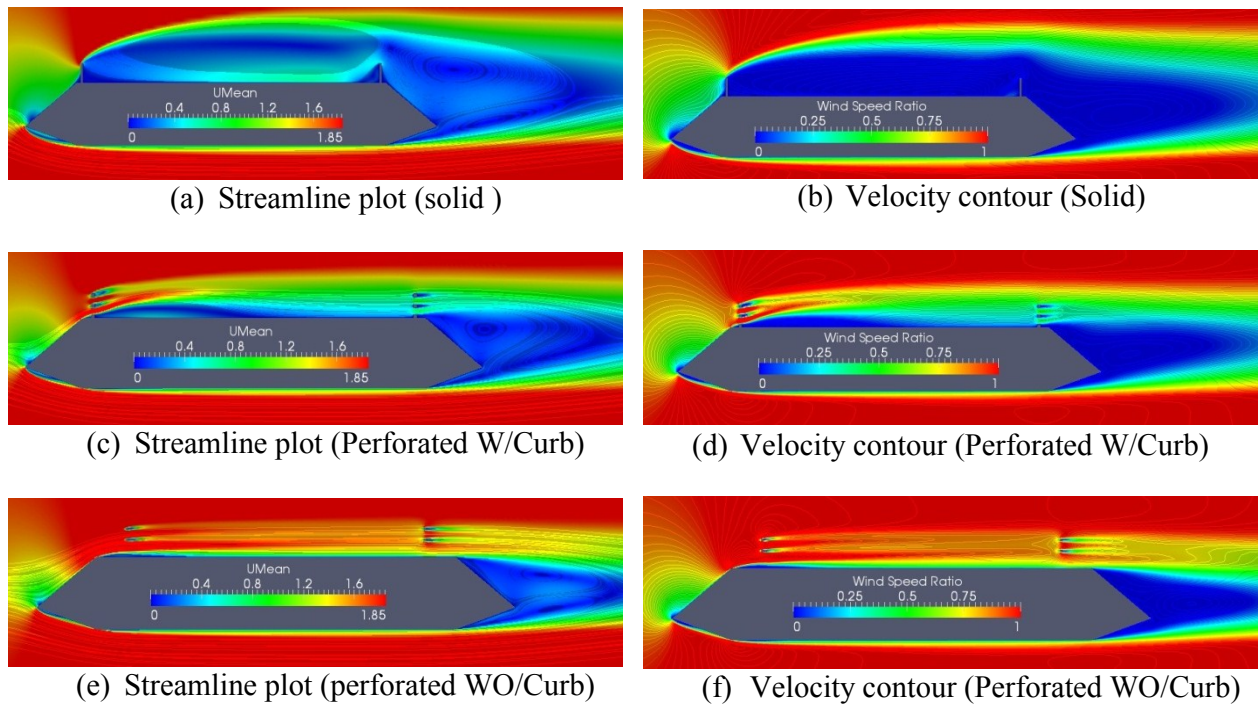 UMean
0.4 0.8 1.2 1.6
0 1.85
(a) Streamline plot (solid )
Wind Speed Ratio
0.25 0.5 0.75
0 1
(b) Velocity contour (Solid)
UMean
0.4 0.8 1.2 1.6
0 1.85
(c) Streamline plot (Perforated W/Curb)
Wind Speed Ratio
0.25 0.5 0.75
0 1
(d) Velocity contour (Perforated W/Curb)
UMean
0.4 0.8 1.2 1.6
0 1.85
(e) Streamline plot (perforated WO/Curb)
Wind Speed Ratio
0.25 0.5 0.75
0 1
(f) Velocity contour (Perforated WO/Curb)